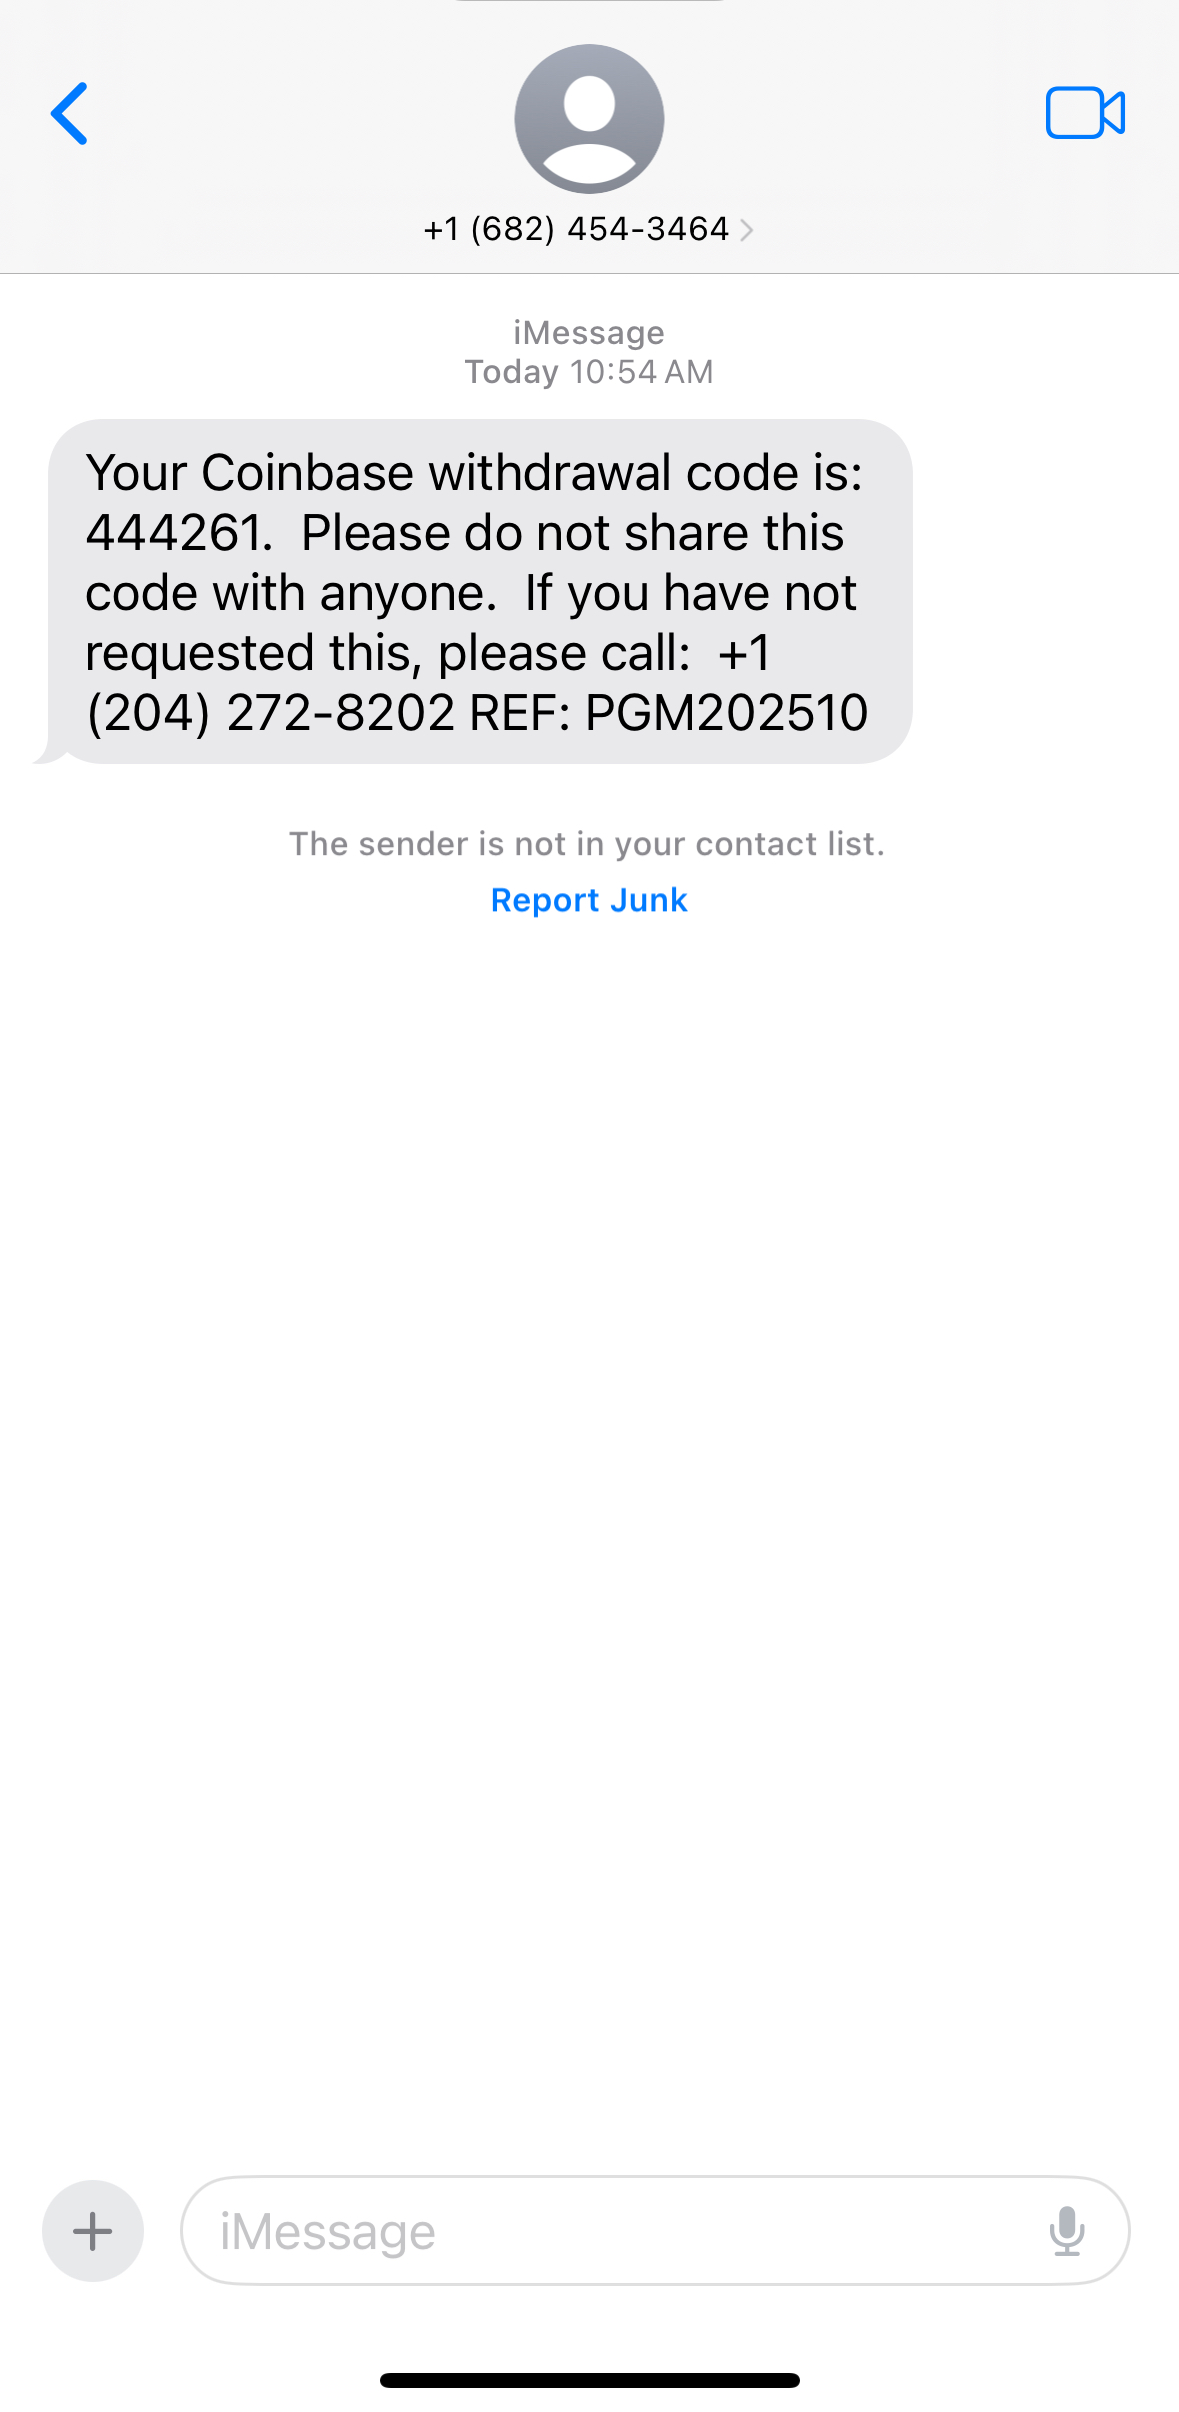 +1 (682) 454-3464
iMessage
Today 10:54 AM
Your Coinbase withdrawal code is:
444261.  Please do not share this
code with anyone.  If you have not
requested this, please call:  +1
(204) 272-8202 REF: PGM202510
The sender is not in your contact list.
Report Junk
iMessage